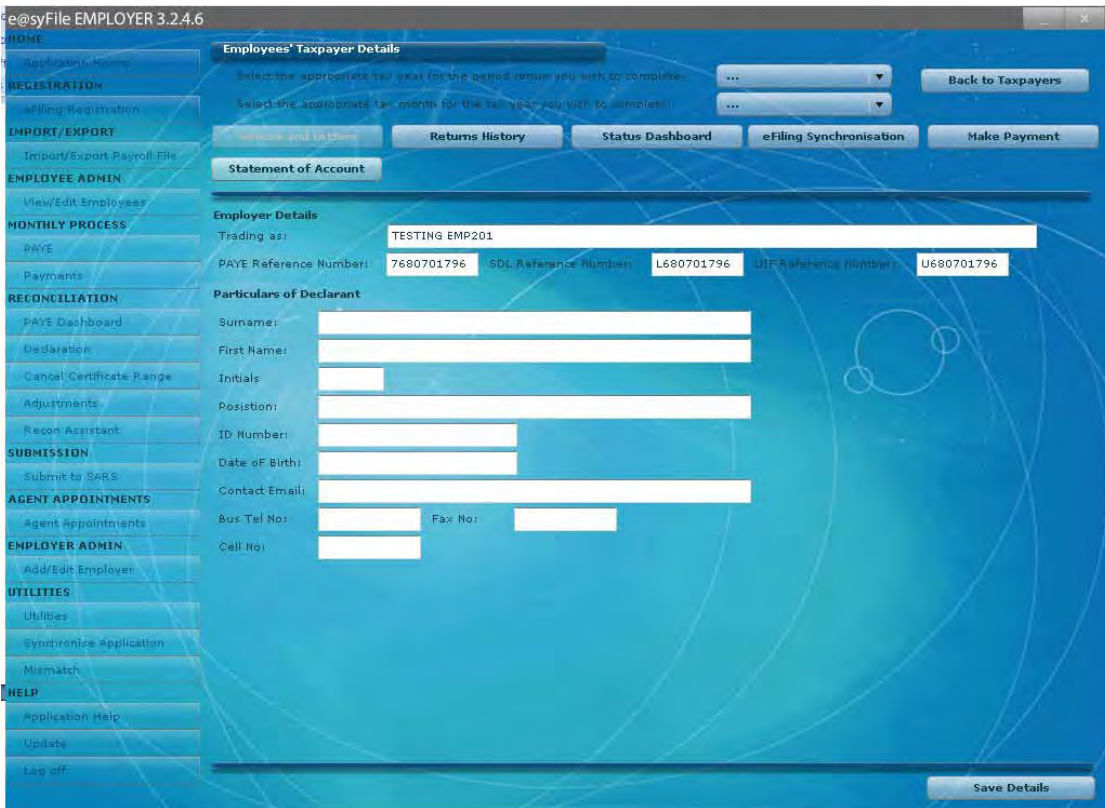 e@syFile EMPLOYER 3.2.4.6
HOME
Application Home
REGISTRATION
eFiling Registration
IMPORT/EXPORT
Import/Export Payroll File
EMPLOYEE ADMIN
View/Edit Employees
MONTHLY PROCESS
PAYE
Payments
RECONCILIATION
PAYE Dashboard
Declaration
Cancel Certificate Range
Adjustments
Recon Assistant
SUBMISSION
Submit to SARS
AGENT APPOINTMENTS
Agent Appointments
EMPLOYER ADMIN
Add/Edit Employer
UTILITIES
Utilities
Synchronise Application
Mismatch
HELP
Application Help
Update
Log off
Employees' Taxpayer Details
Select the appropriate tax year for the period return you wish to complete: ...
Back to Taxpayers
Select the appropriate tax month for the tax year you wish to complete: ...
Returns History Status Dashboard eFiling Synchronisation Make Payment
Statement of Account
Employer Details
Trading as: TESTING EMP201
PAYE Reference Number: 7680701796 SDL Reference Number: L680701796 UIF Reference Number: U680701796
Particulars of Declarant
Surname:
First Name:
Initials
Posistion:
ID Number:
Date oF Birth:
Contact Email:
Bus Tel No: Fax No:
Cell No:
Save Details